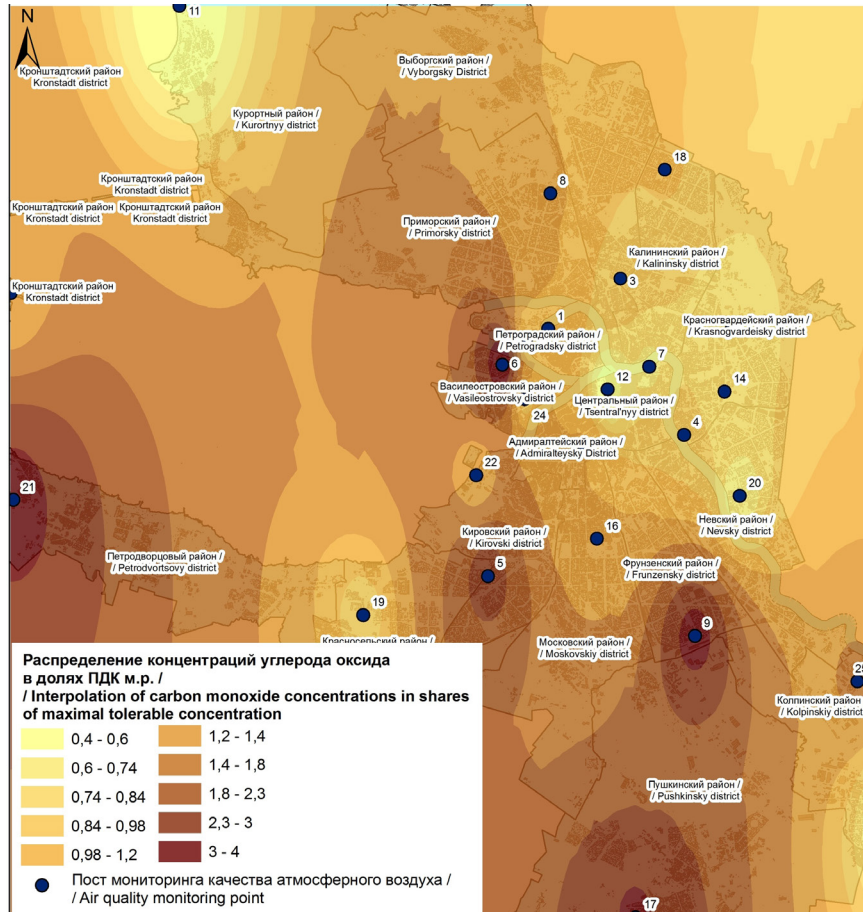 N
11
Кронштадтский район
Kronstadt district
Выборгский район /
/ Vyborgsky District
Курортный район /
/ Kurortnyy district
18
8
Кронштадтский район
Kronstadt district
Кронштадтский район
Kronstadt district
Кронштадтский район
Kronstadt district
Приморский район /
/ Primorsky district
Калининский район /
/ Kalininsky district
3
Кронштадтский район
Kronstadt district
1
Петроградский район /
/ Petrogradsky district
Красногвардейский район /
/ Krasnogvardeisky district
6
7
Василеостровский район /
/ Vasileostrovsky district
12
14
24
Центральный район /
/ Tsentral'nyy district
4
Адмиралтейский район /
/ Admiralteysky District
22
20
21
Невский район /
/ Nevsky district
Кировский район /
/ Kirovski district
16
Петродворцовый район /
/ Petrodvortsovy district
5
Фрунзенский район /
/ Frunzensky district
19
9
Красносельский район /
Московский район /
/ Moskovskiy district
25
Колпинский район /
/ Kolpinskiy district
Пушкинский район /
/ Pushkinsky district
17
Распределение концентраций углерода оксида
в долях ПДК м.р. /
/ Interpolation of carbon monoxide concentrations in shares
of maximal tolerable concentration
0,4 - 0,6
0,6 - 0,74
0,74 - 0,84
0,84 - 0,98
0,98 - 1,2
1,2 - 1,4
1,4 - 1,8
1,8 - 2,3
2,3 - 3
3 - 4
Пост мониторинга качества атмосферного воздуха /
/ Air quality monitoring point